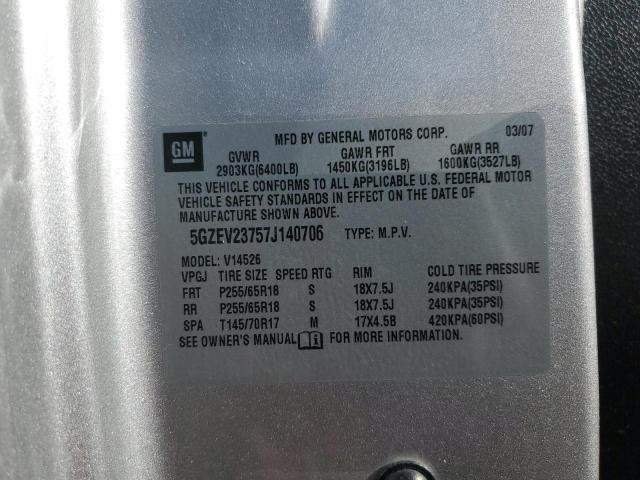 GM MFD BY GENERAL MOTORS CORP. 03/07
GVWR GAWR FRT GAWR RR
2903KG(6400LB) 1450KG(3196LB) 1600KG(3527LB)
THIS VEHICLE CONFORMS TO ALL APPLICABLE U.S. FEDERAL MOTOR
VEHICLE SAFETY STANDARDS IN EFFECT ON THE DATE OF
MANUFACTURE SHOWN ABOVE.
5GZEV23757J140706 TYPE: M.P.V.
MODEL: V14526
VPGJ TIRE SIZE SPEED RTG RIM COLD TIRE PRESSURE
FRT P255/65R18 S 18X7.5J 240KPA(35PSI)
RR P255/65R18 S 18X7.5J 240KPA(35PSI)
SPA T145/70R17 M 17X4.5B 420KPA(60PSI)
SEE OWNER'S MANUAL FOR MORE INFORMATION.